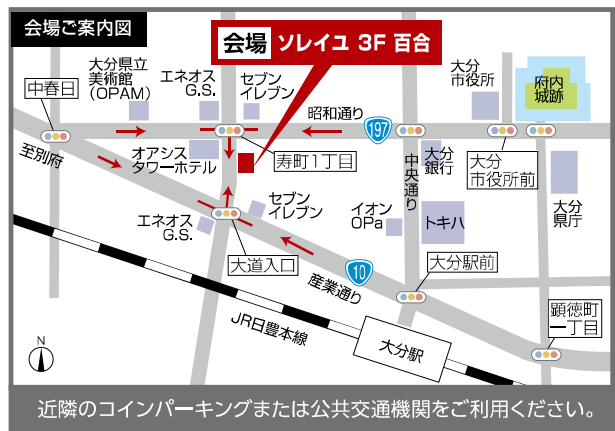 会場ご案内図
会場 ソレイユ 3F 百合
大分県立
美術館
（OPAM）
エネオス
G.S.
セブン
イレブン
大分
市役所
府内
城跡
中春日
昭和通り
197
至別府
オアシス
タワーホテル
寿町1丁目
中央通り
大分
銀行
大分
市役所前
エネオス
G.S.
セブン
イレブン
イオン
OPa
トキハ
大分
県庁
大道入口
10
産業通り
大分駅前
JR日豊本線
大分駅
顕徳町
一丁目
N
近隣のコインパーキングまたは公共交通機関をご利用ください。